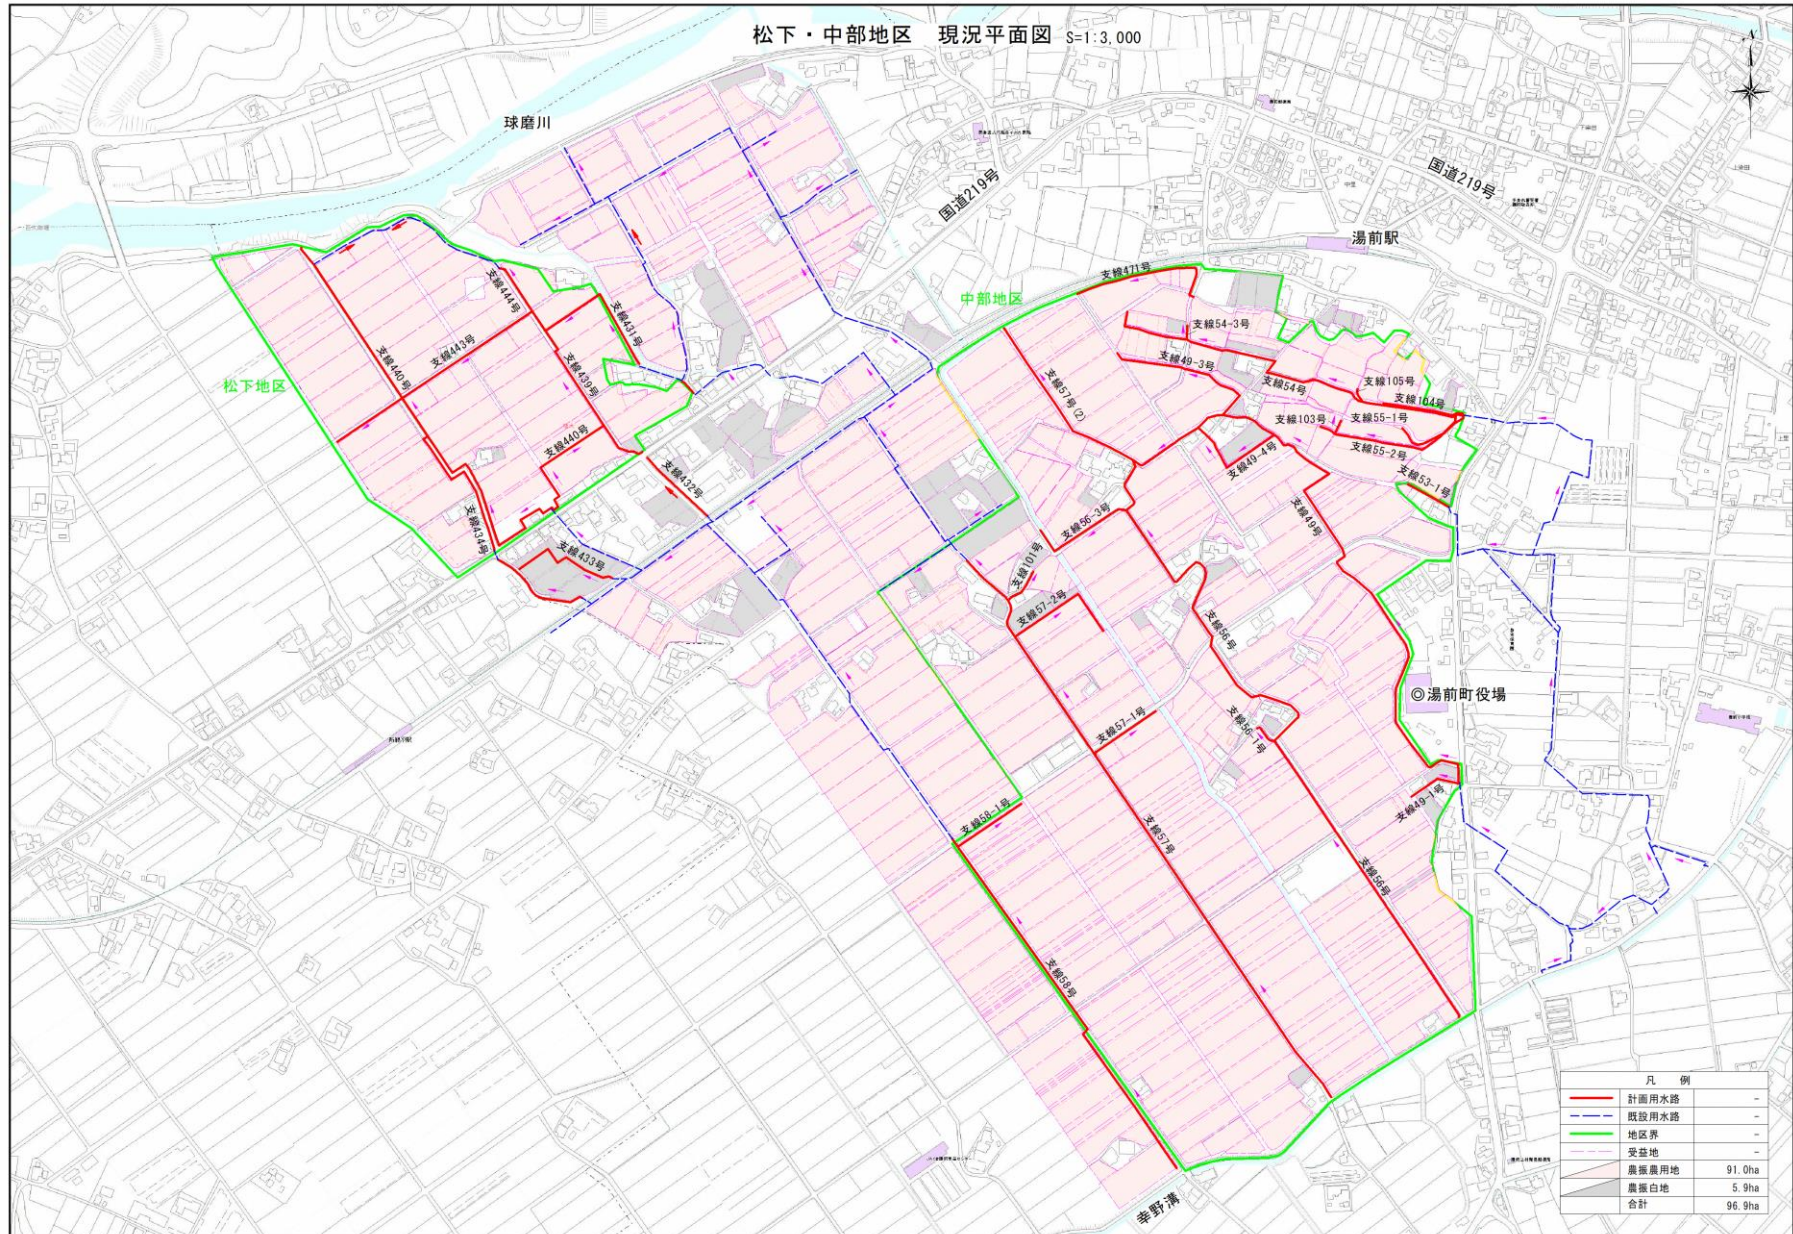 松下・中部地区　現況平面図 S=1:3,000
N
球磨川
国道219号
国道219号
湯前駅
中部地区
松下地区
支線471号
支線54-3号
支線49-3号
支線54号
支線105号
支線104号
支線103号
支線55-1号
支線55-2号
支線53-1号
支線49-4号
支線49号
支線57号(2)
支線444号
支線431号
支線443号
支線440号
支線439号
支線440号
支線432号
支線434号
支線433号
支線56-3号
支線101号
支線57-2号
支線56号
支線57-1号
支線56-1号
◎湯前町役場
支線49-1号
支線58-1号
支線57号
支線56号
支線58号
幸野溝
凡　例
計画用水路 -
既設用水路 -
地区界 -
受益地 -
農振農用地 91.0ha
農振白地 5.9ha
合計 96.9ha